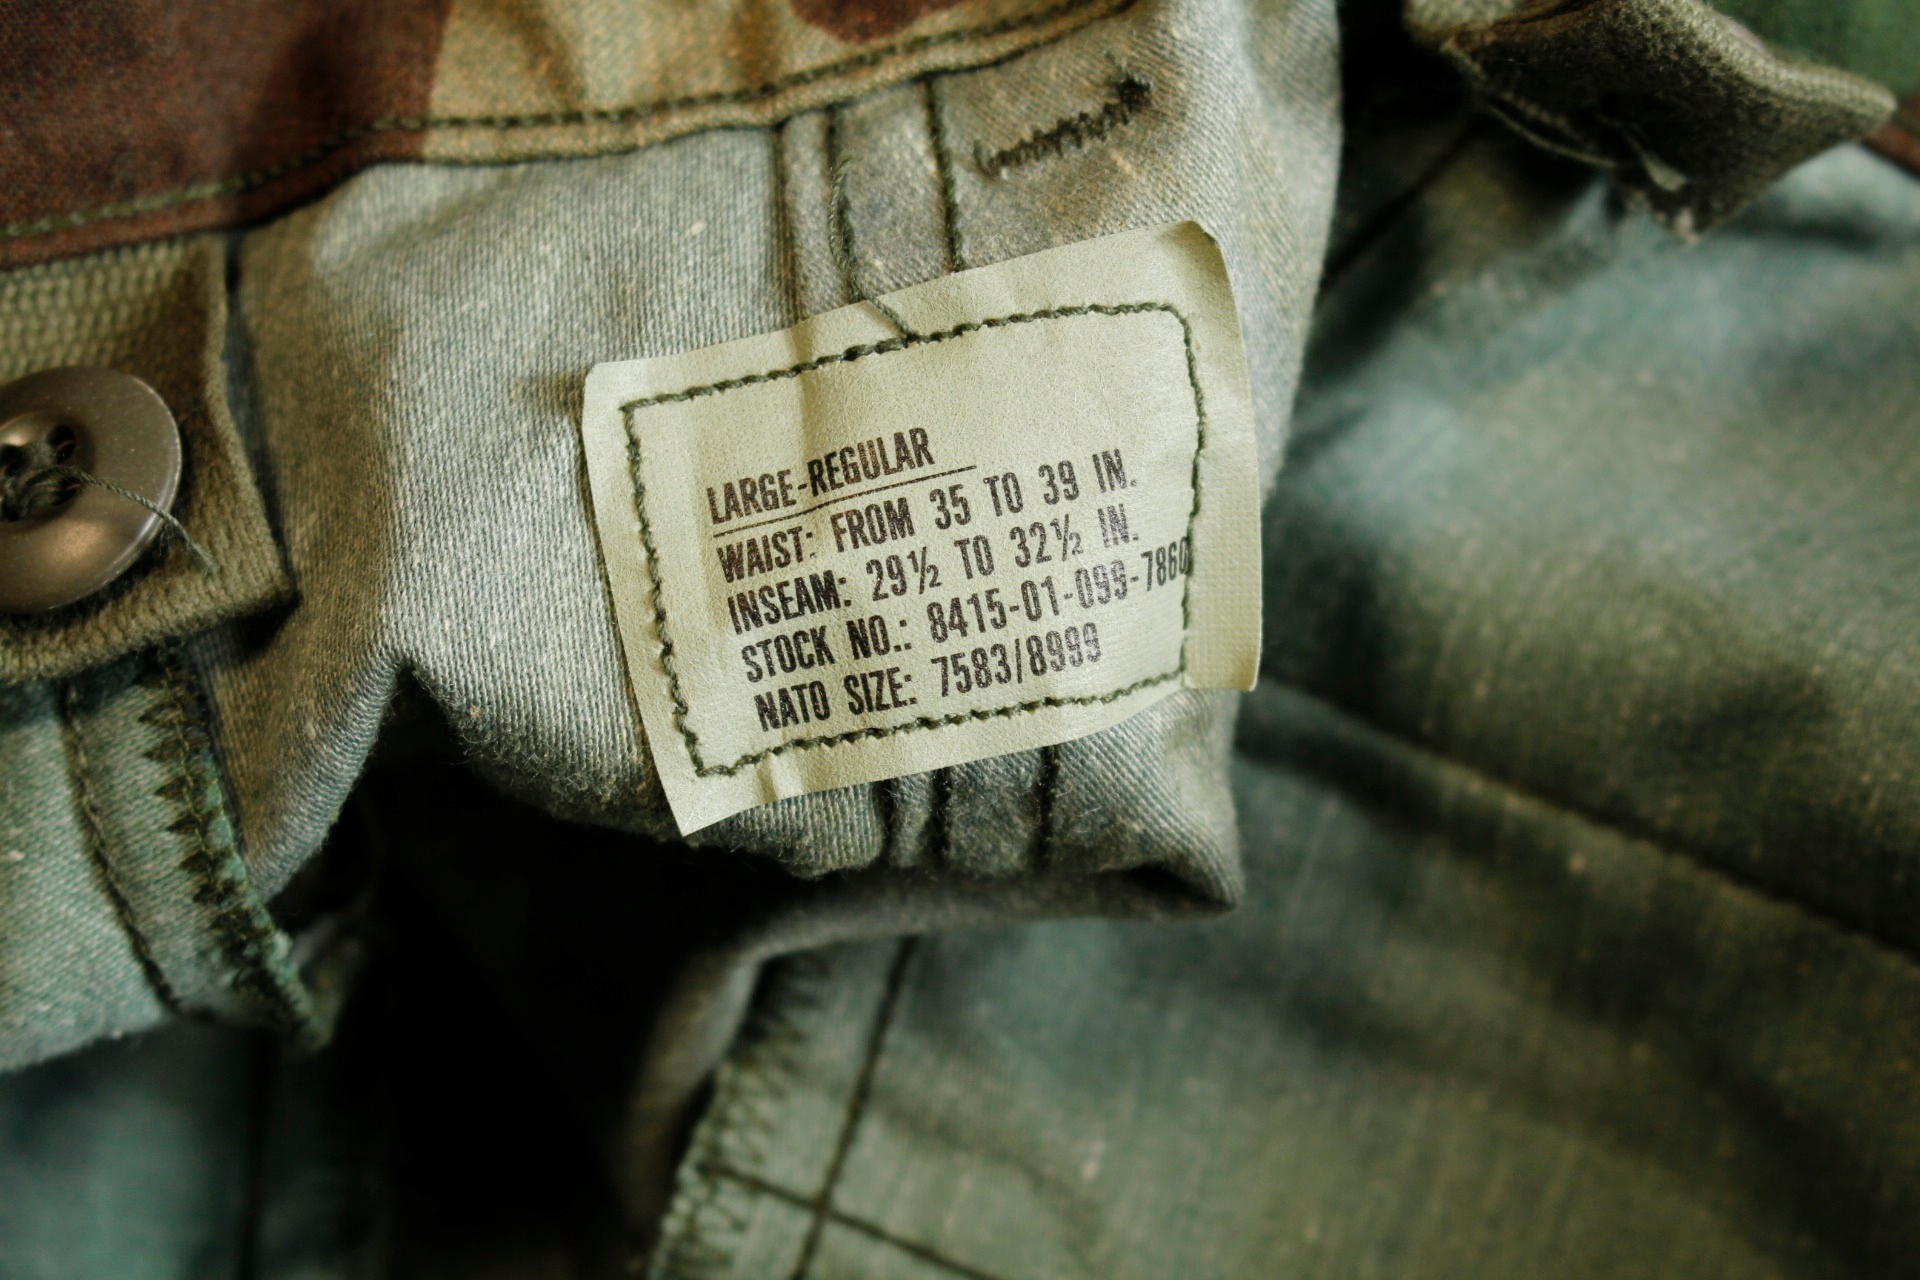 LARGE-REGULAR
WAIST: FROM 35 TO 39 IN.
INSEAM: 29½ TO 32½ IN.
STOCK NO.: 8415-01-099-7860
NATO SIZE: 7583/8999